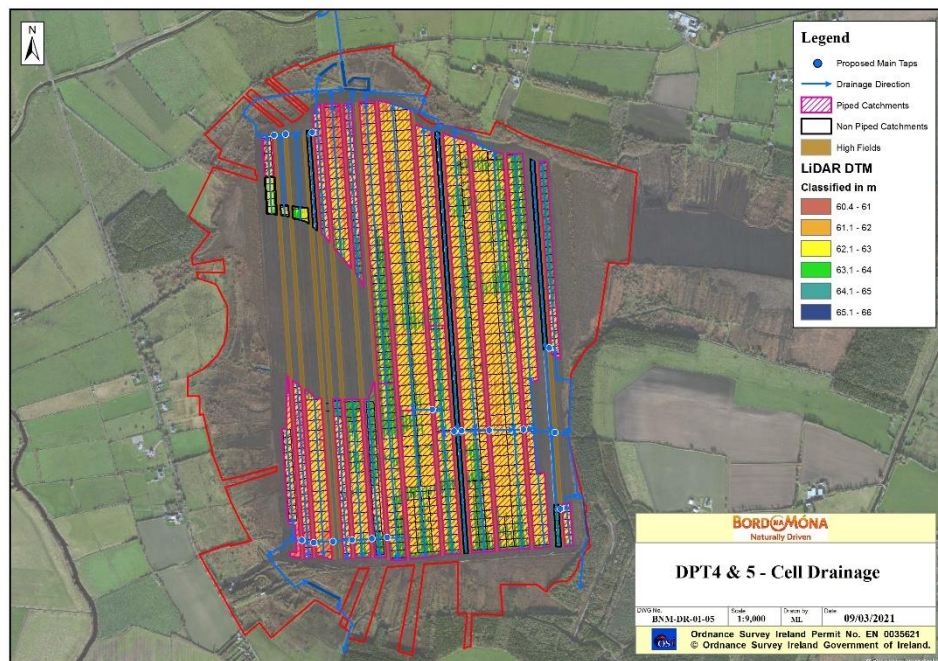 N
Legend
Proposed Main Taps
Drainage Direction
Piped Catchments
Non Piped Catchments
High Fields
LiDAR DTM
Classified in m
60.4 - 61
61.1 - 62
62.1 - 63
63.1 - 64
64.1 - 65
65.1 - 66
BORD NA MÓNA
Naturally Driven
DPT4 & 5 - Cell Drainage
DWG No. Scale Drawn by Date
BNM-DR-01-05 1:9,000 ML 09/03/2021
OSi Ordnance Survey Ireland Permit No. EN 0035621
© Ordnance Survey Ireland Government of Ireland.